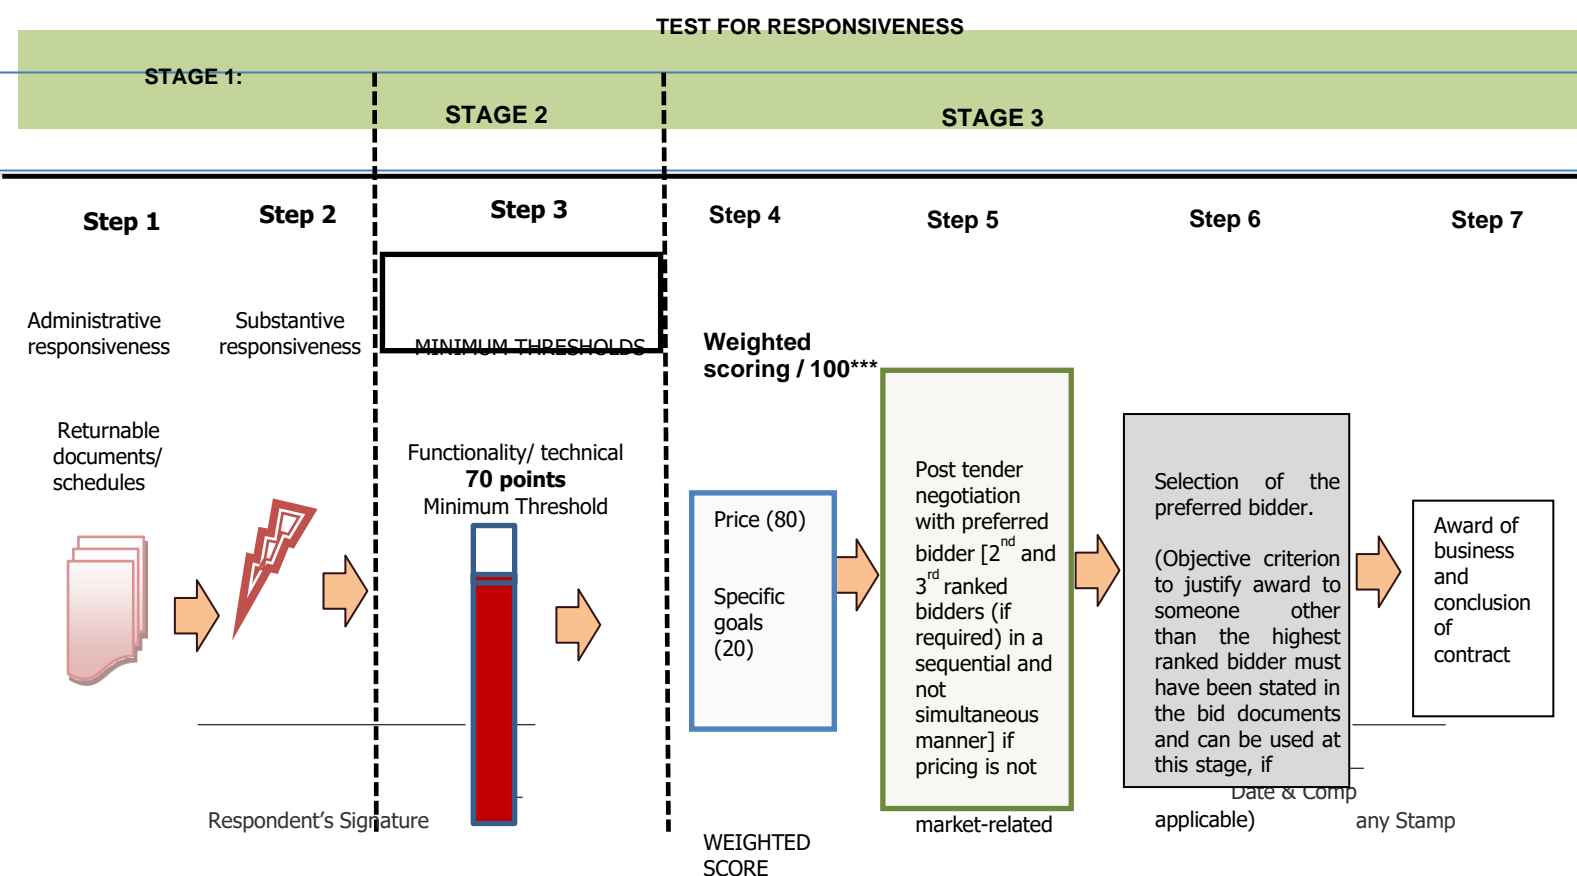 TEST FOR RESPONSIVENESS
STAGE 1:
STAGE 2
STAGE 3
Step 1
Step 2
Step 3
Step 4
Step 5
Step 6
Step 7
Administrative
responsiveness
Substantive
responsiveness
MINIMUM THRESHOLDS
Weighted
scoring / 100***
Returnable
documents/
schedules
Functionality/ technical
70 points
Minimum Threshold
Price (80)
Specific
goals
(20)
WEIGHTED
SCORE
Post tender
negotiation
with preferred
bidder [2nd and
3rd ranked
bidders (if
required) in a
sequential and
not
simultaneous
manner] if
pricing is not
market-related
Selection of the
preferred bidder.
(Objective criterion
to justify award to
someone other
than the highest
ranked bidder must
have been stated in
the bid documents
and can be used at
this stage, if
applicable)
Award of
business
and
conclusion
of
contract
Respondent’s Signature
Date & Comp
any Stamp